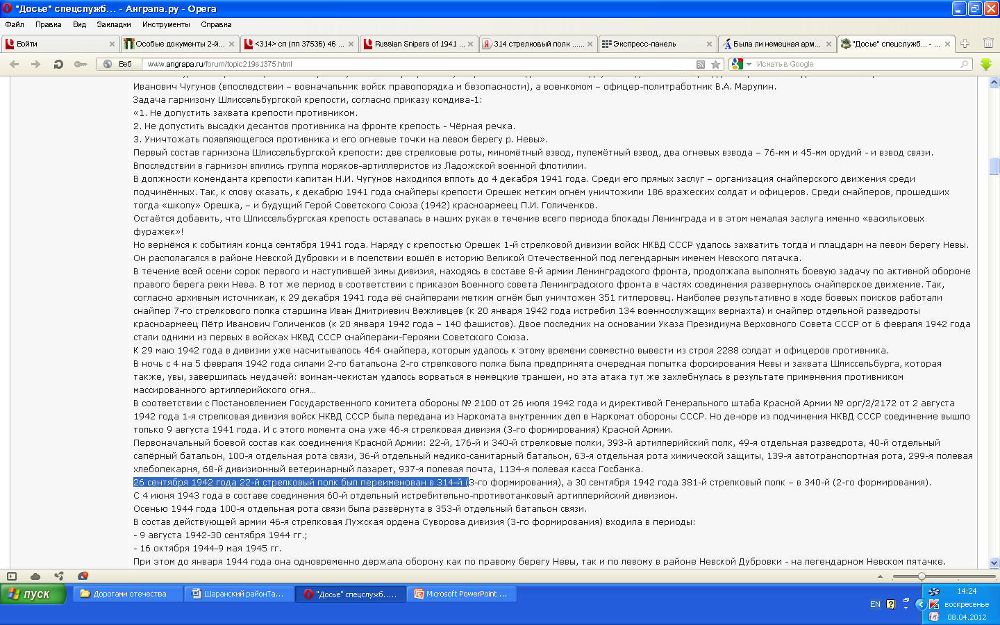 "Досье" спецслужб... - Анграпа.ру - Opera
Файл Правка Вид Закладки Инструменты Справка
Войти
Особые документы 2-й...
<314> сп (пп 37536) 46 ...
Russian Snipers of 1941 ...
314 стрелковый полк ......
Экспресс-панель
Была ли немецкая арм...
"Досье" спецслужб... - ...
Веб www.angrapa.ru/forum/topic219s1375.html Искать в Google
Иванович Чугунов (впоследствии – военачальник войск правопорядка и безопасности), а военкомом – офицер-политработник В.А. Марулин.
Задача гарнизону Шлиссельбургской крепости, согласно приказу комдива-1:
«1. Не допустить захвата крепости противником.
2. Не допустить высадки десантов противника на фронте крепость - Чёрная речка.
3. Уничтожать появляющегося противника и его огневые точки на левом берегу р. Невы».
Первый состав гарнизона Шлиссельбургской крепости: две стрелковые роты, миномётный взвод, пулемётный взвод, два огневых взвода – 76-мм и 45-мм орудий - и взвод связи.
Впоследствии в гарнизон влились группа моряков-артиллеристов из Ладожской военной флотилии.
В должности коменданта крепости капитан Н.И. Чугунов находился вплоть до 4 декабря 1941 года. Среди его прямых заслуг – организация снайперского движения среди
подчинённых. Так, к слову сказать, к декабрю 1941 года снайперы крепости Орешек метким огнём уничтожили 186 вражеских солдат и офицеров. Среди снайперов, прошедших
тогда «школу» Орешка, – и будущий Герой Советского Союза (1942) красноармеец П.И. Голиченков.
Остаётся добавить, что Шлиссельбургская крепость оставалась в наших руках в течение всего периода блокады Ленинграда и в этом немалая заслуга именно «васильковых
фуражек»!
Но вернёмся к событиям конца сентября 1941 года. Наряду с крепостью Орешек 1-й стрелковой дивизии войск НКВД СССР удалось захватить тогда и плацдарм на левом берегу Невы.
Он располагался в районе Невской Дубровки и в поелствии вошёл в историю Великой Отечественной под легендарным именем Невского пятачка.
В течение всей осени сорок первого и наступившей зимы дивизия, находясь в составе 8-й армии Ленинградского фронта, продолжала выполнять боевую задачу по активной обороне
правого берега реки Нева. В тот же период в соответствии с приказом Военного совета Ленинградского фронта в частях соединения развернулось снайперское движение. Так,
согласно архивным источникам, к 29 декабря 1941 года её снайперами метким огнём был уничтожен 351 гитлеровец. Наиболее результативно в ходе боевых поисков работали
снайпер 7-го стрелкового полка старшина Иван Дмитриевич Вежливцев (к 20 января 1942 года истребил 134 военнослужащих вермахта) и снайпер отдельной разведроты
красноармеец Пётр Иванович Голиченков (к 20 января 1942 года – 140 фашистов). Двое последних на основании Указа Президиума Верховного Совета СССР от 6 февраля 1942 года
стали одними из первых в войсках НКВД СССР снайперами-Героями Советского Союза.
К 29 маю 1942 года в дивизии уже насчитывалось 464 снайпера, которым удалось к этому времени совместно вывести из строя 2288 солдат и офицеров противника.
В ночь с 4 на 5 февраля 1942 года силами 2-го батальона 2-го стрелкового полка была предпринята очередная попытка форсирования Невы и захвата Шлиссельбурга, которая
также, увы, завершилась неудачей: воинам-чекистам удалось ворваться в немецкие траншеи, но эта атака тут же захлебнулась в результате применения противником
массированного артиллерийского огня...
В соответствии с Постановлением Государственного комитета обороны № 2100 от 26 июля 1942 года и директивой Генерального штаба Красной Армии № орг/2/2172 от 2 августа
1942 года 1-я стрелковая дивизия войск НКВД СССР была передана из Наркомата внутренних дел в Наркомат обороны СССР. Но де-юре из подчинения НКВД СССР соединение вышло
только 9 августа 1941 года. И с этого момента она уже 46-я стрелковая дивизия (3-го формирования) Красной Армии.
Первоначальный боевой состав как соединения Красной Армии: 22-й, 176-й и 340-й стрелковые полки, 393-й артиллерийский полк, 49-я отдельная разведрота, 40-й отдельный
сапёрный батальон, 100-я отдельная рота связи, 36-й отдельный медико-санитарный батальон, 63-я отдельная рота химической защиты, 139-я автотранспортная рота, 299-я полевая
хлебопекарня, 68-й дивизионный ветеринарный лазарет, 937-я полевая почта, 1134-я полевая касса Госбанка.
26 сентября 1942 года 22-й стрелковый полк был переименован в 314-й (3-го формирования), а 30 сентября 1942 года 381-й стрелковый полк – в 340-й (2-го формирования).
С 4 июня 1943 года в составе соединения 60-й отдельный истребительно-противотанковый артиллерийский дивизион.
Осенью 1944 года 100-я отдельная рота связи была развёрнута в 353-й отдельный батальон связи.
В состав действующей армии 46-я стрелковая Лужская ордена Суворова дивизия (3-го формирования) входила в периоды:
- 9 августа 1942-30 сентября 1944 гг.;
- 16 октября 1944-9 мая 1945 гг.
При этом до января 1944 года она одновременно держала оборону как по правому берегу Невы, так и по левому в районе Невской Дубровки - на легендарном Невском пятачке.
пуск
Дорогами отечества
Шаранский районТа...
"Досье" спецслужб......
Microsoft PowerPoint ...
EN
14:24
воскресенье
08.04.2012